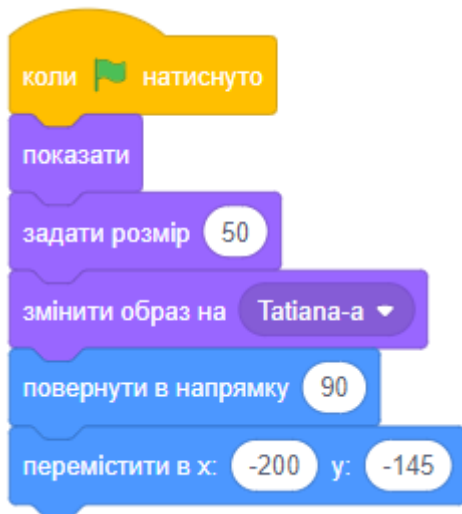 коли натиснуто
показати
задати розмір 50
змінити образ на Tatiana-a
повернути в напрямку 90
перемістити в x: -200 y: -145